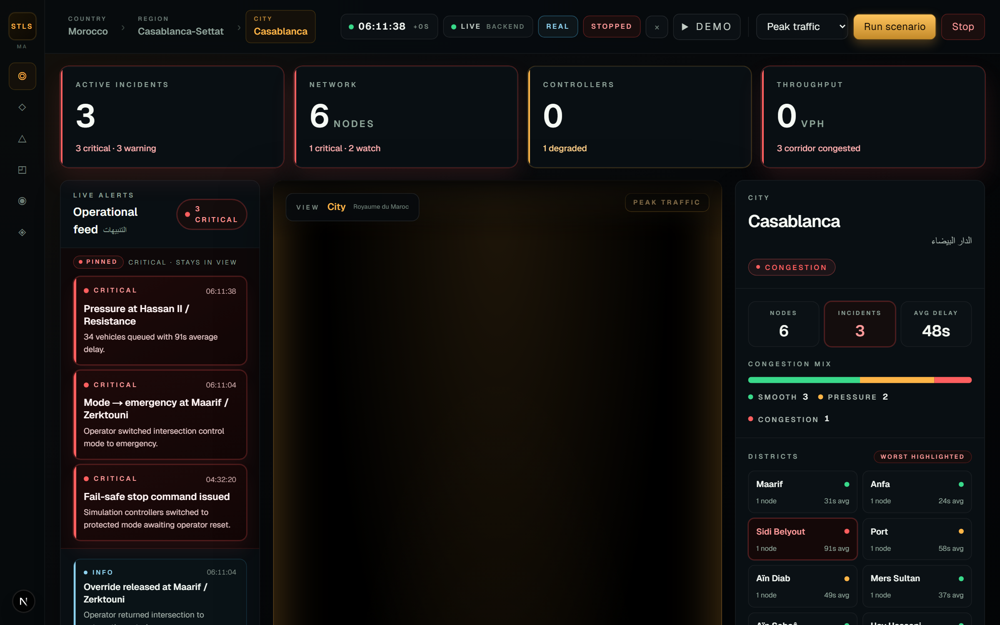 STLS
MA
COUNTRY
Morocco
›
REGION
Casablanca-Settat
›
CITY
Casablanca
06:11:38 +0S
LIVE BACKEND
REAL
STOPPED
×
▶ DEMO
Peak traffic
Run scenario
Stop
ACTIVE INCIDENTS
3
3 critical · 3 warning
NETWORK
6 NODES
1 critical · 2 watch
CONTROLLERS
0
1 degraded
THROUGHPUT
0 VPH
3 corridor congested
LIVE ALERTS
Operational
feed التنبيهات
3
CRITICAL
PINNED CRITICAL · STAYS IN VIEW
CRITICAL 06:11:38
Pressure at Hassan II /
Resistance
34 vehicles queued with 91s average
delay.
CRITICAL 06:11:04
Mode → emergency at Maarif /
Zerktouni
Operator switched intersection control
mode to emergency.
CRITICAL 04:32:20
Fail-safe stop command issued
Simulation controllers switched to
protected mode awaiting operator reset.
INFO 06:11:04
Override released at Maarif /
Zerktouni
Operator returned intersection to
VIEW City Royaume du Maroc
PEAK TRAFFIC
CITY
Casablanca
الدار البيضاء
CONGESTION
NODES
6
INCIDENTS
3
AVG DELAY
48s
CONGESTION MIX
SMOOTH 3 PRESSURE 2
CONGESTION 1
DISTRICTS WORST HIGHLIGHTED
Maarif
1 node 31s avg
Anfa
1 node 24s avg
Sidi Belyout
1 node 91s avg
Port
1 node 58s avg
Aïn Diab
1 node 49s avg
Mers Sultan
1 node 37s avg
N